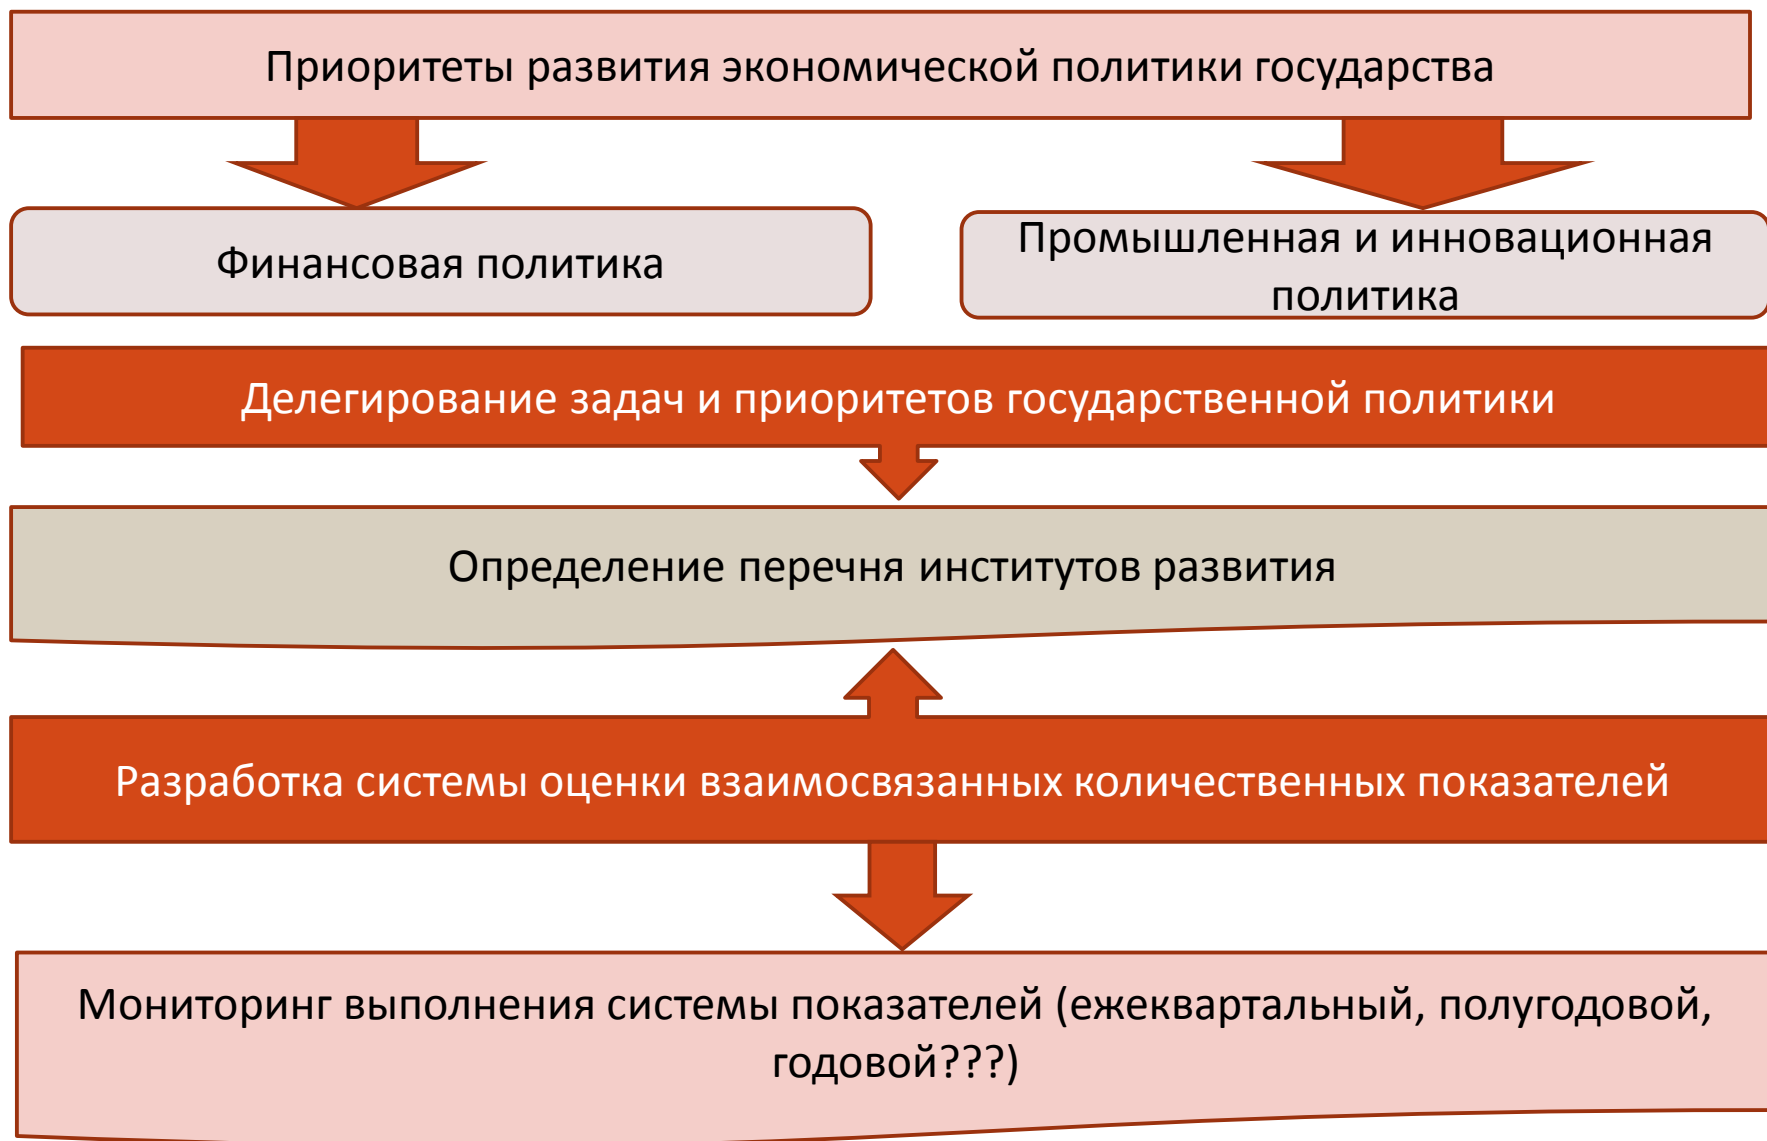 Приоритеты развития экономической политики государства
Финансовая политика
Промышленная и инновационная
политика
Делегирование задач и приоритетов государственной политики
Определение перечня институтов развития
Разработка системы оценки взаимосвязанных количественных показателей
Мониторинг выполнения системы показателей (ежеквартальный, полугодовой,
годовой???)